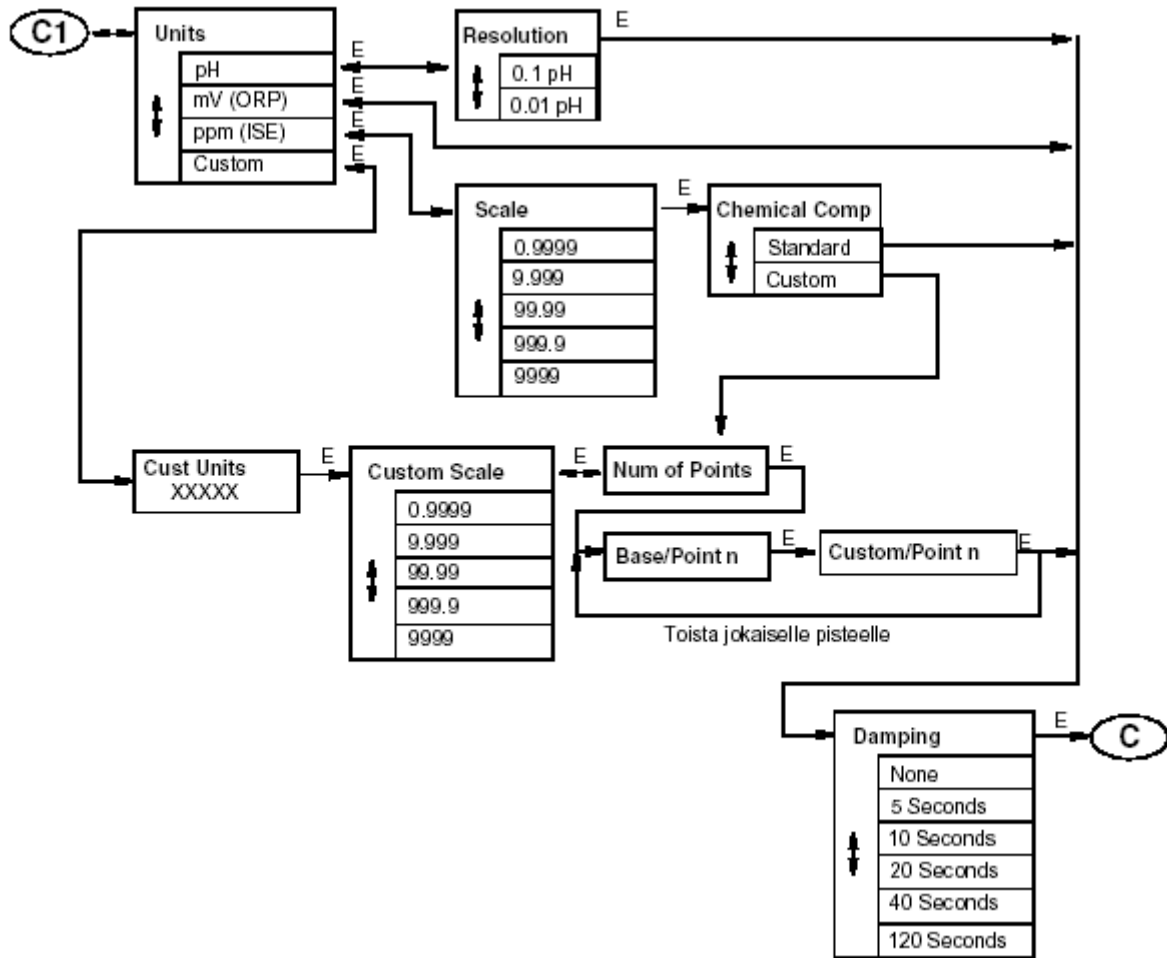 C1
Units
pH
mV (ORP)
ppm (ISE)
Custom
E
E
E
E
Resolution
0.1 pH
0.01 pH
E
Scale
0.9999
9.999
99.99
999.9
9999
E
Chemical Comp
Standard
Custom
Cust Units
XXXXX
E
Custom Scale
0.9999
9.999
99.99
999.9
9999
E
Num of Points
E
Base/Point n
E
Custom/Point n
E
Toista jokaiselle pisteelle
Damping
None
5 Seconds
10 Seconds
20 Seconds
40 Seconds
120 Seconds
E
C